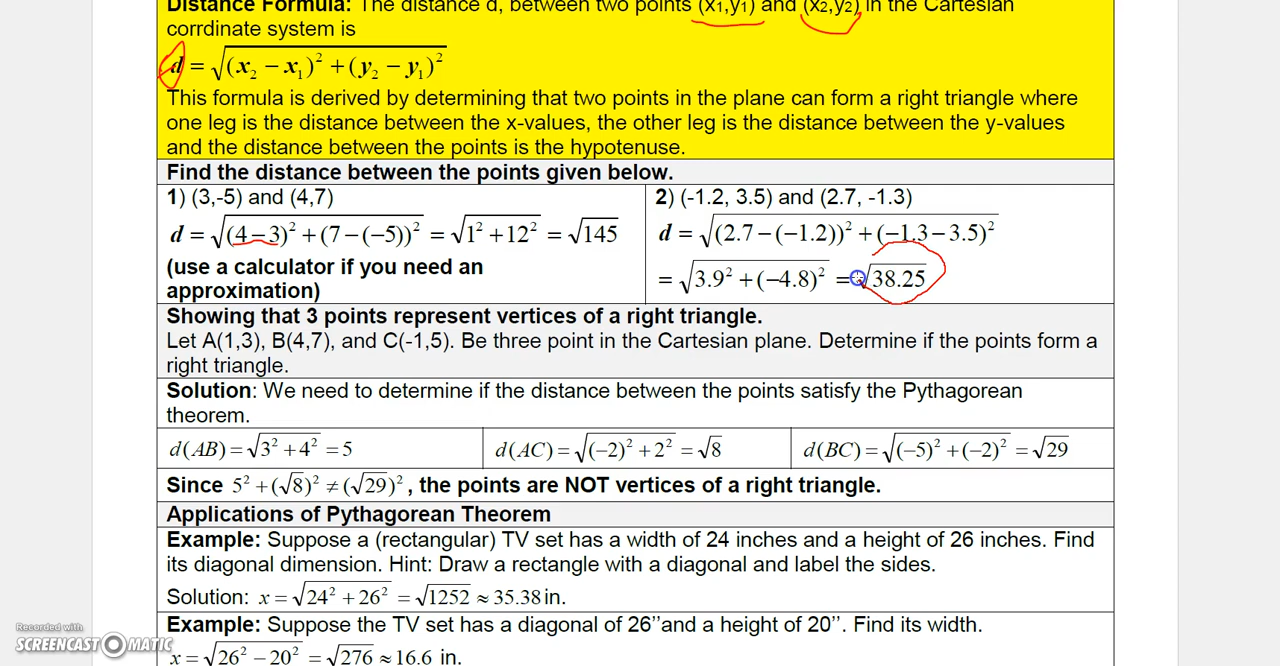 Distance Formula: The distance d, between two points (x1,y1) and (x2,y2) in the Cartesian
corrdinate system is
d = √(x₂ − x₁)² + (y₂ − y₁)²
This formula is derived by determining that two points in the plane can form a right triangle where
one leg is the distance between the x-values, the other leg is the distance between the y-values
and the distance between the points is the hypotenuse.
Find the distance between the points given below.
1) (3,-5) and (4,7)
d = √(4−3)² + (7−(−5))² = √1² +12² = √145
(use a calculator if you need an
approximation)
2) (-1.2, 3.5) and (2.7, -1.3)
d = √(2.7−(−1.2))² + (−1.3−3.5)²
= √3.9² + (−4.8)² = √38.25
Showing that 3 points represent vertices of a right triangle.
Let A(1,3), B(4,7), and C(-1,5). Be three point in the Cartesian plane. Determine if the points form a
right triangle.
Solution: We need to determine if the distance between the points satisfy the Pythagorean
theorem.
d(AB) = √3² + 4² = 5
d(AC) = √(−2)² + 2² = √8
d(BC) = √(−5)² + (−2)² = √29
Since 5² + (√8)² ≠ (√29)², the points are NOT vertices of a right triangle.
Applications of Pythagorean Theorem
Example: Suppose a (rectangular) TV set has a width of 24 inches and a height of 26 inches. Find
its diagonal dimension. Hint: Draw a rectangle with a diagonal and label the sides.
Solution: x = √24² + 26² = √1252 ≈ 35.38 in.
Example: Suppose the TV set has a diagonal of 26’’and a height of 20’’. Find its width.
x = √26² − 20² = √276 ≈ 16.6 in.
Recorded with
SCREENCAST MATIC